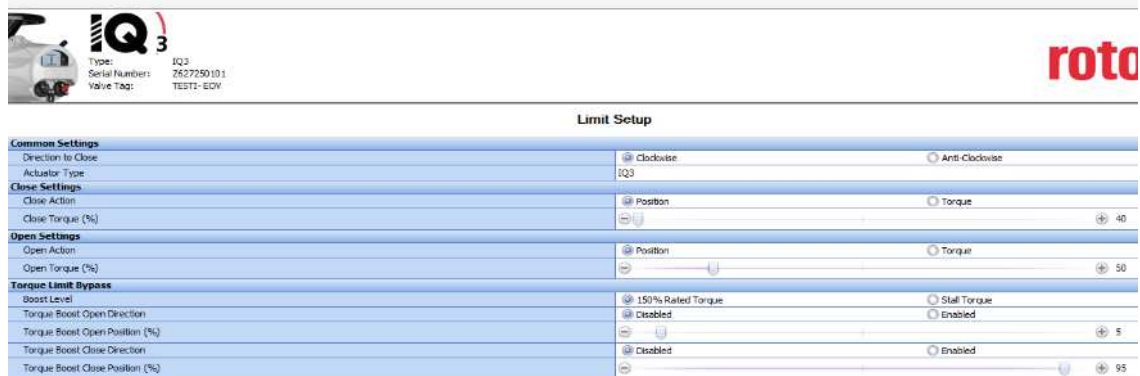 IQ3
Type: IQ3
Serial Number: Z627250101
Valve Tag: TESTI-EOV
roto
Limit Setup
Common Settings
Direction to Close Clockwise Anti-Clockwise
Actuator Type IQ3
Close Settings
Close Action Position Torque
Close Torque (%) 40
Open Settings
Open Action Position Torque
Open Torque (%) 50
Torque Limit Bypass
Boost Level 150% Rated Torque Stall Torque
Torque Boost Open Direction Disabled Enabled
Torque Boost Open Position (%) 5
Torque Boost Close Direction Disabled Enabled
Torque Boost Close Position (%) 95